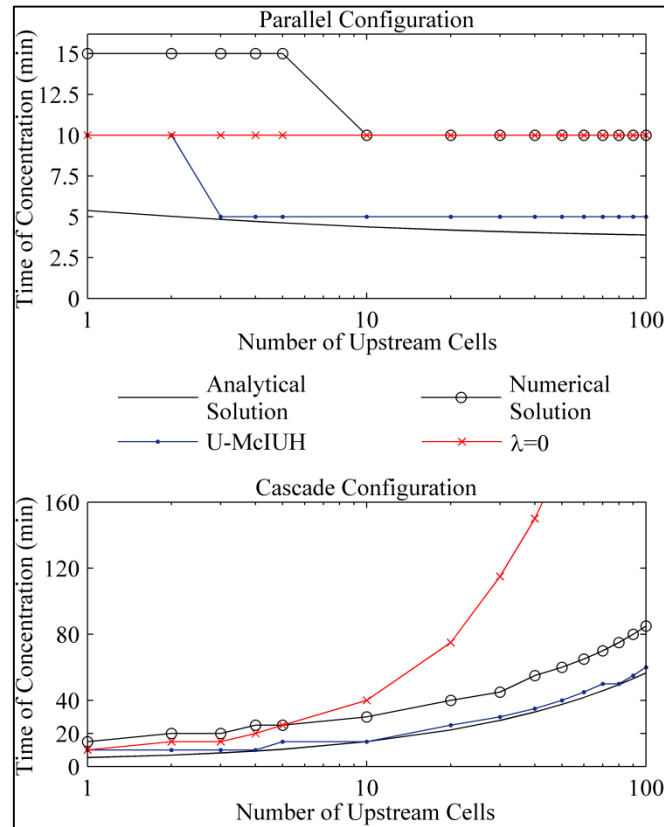 Parallel Configuration
Time of Concentration (min)
15
12.5
10
7.5
5
2.5
0
1
10
100
Number of Upstream Cells
Analytical
Solution
Numerical
Solution
U-McIUH
λ=0
Cascade Configuration
Time of Concentration (min)
160
120
80
40
20
0
1
10
100
Number of Upstream Cells